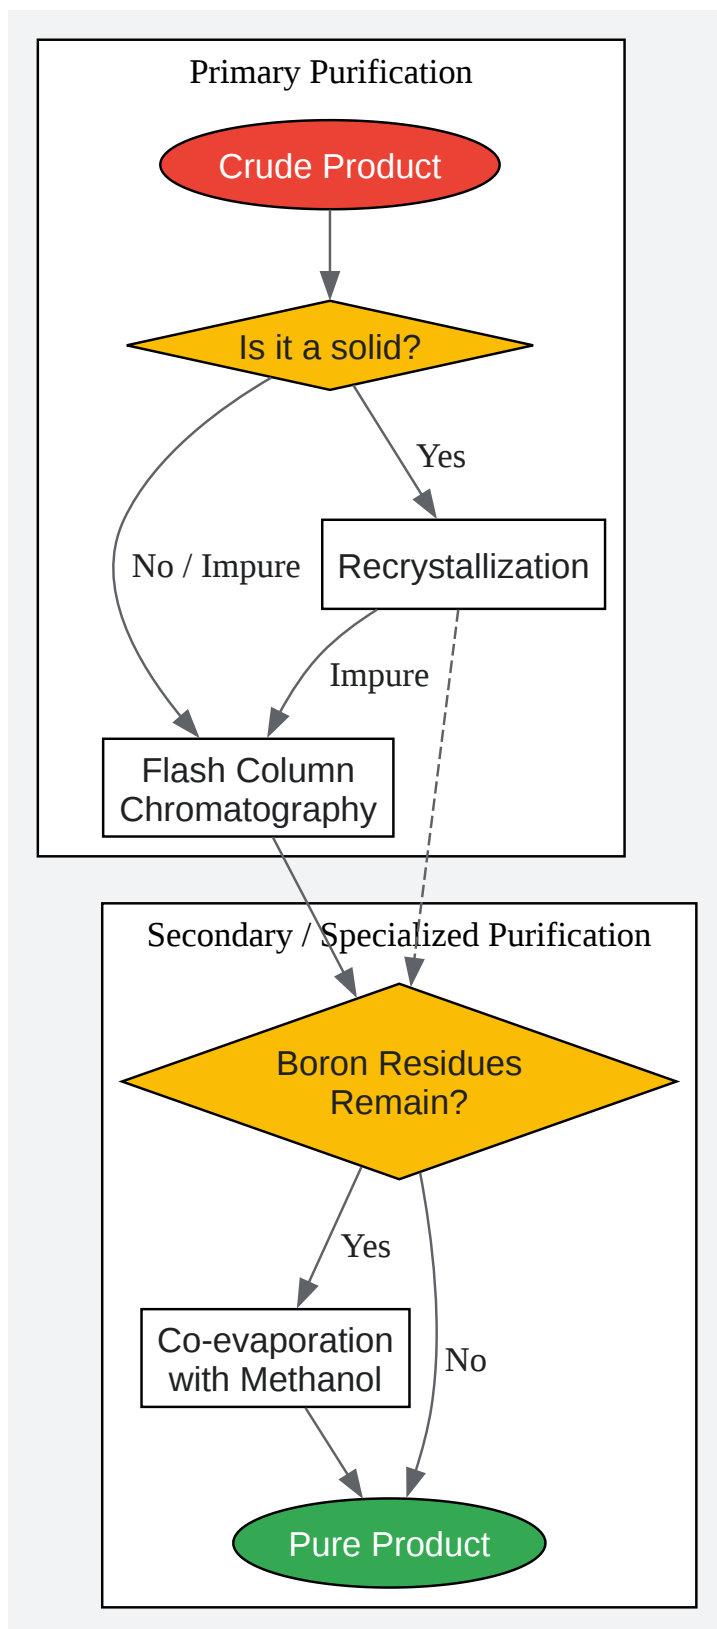 Primary Purification
Crude Product
Is it a solid?
Yes
No / Impure
Recrystallization
Impure
Flash Column
Chromatography
Secondary / Specialized Purification
Boron Residues
Remain?
Yes
Co-evaporation
with Methanol
No
Pure Product